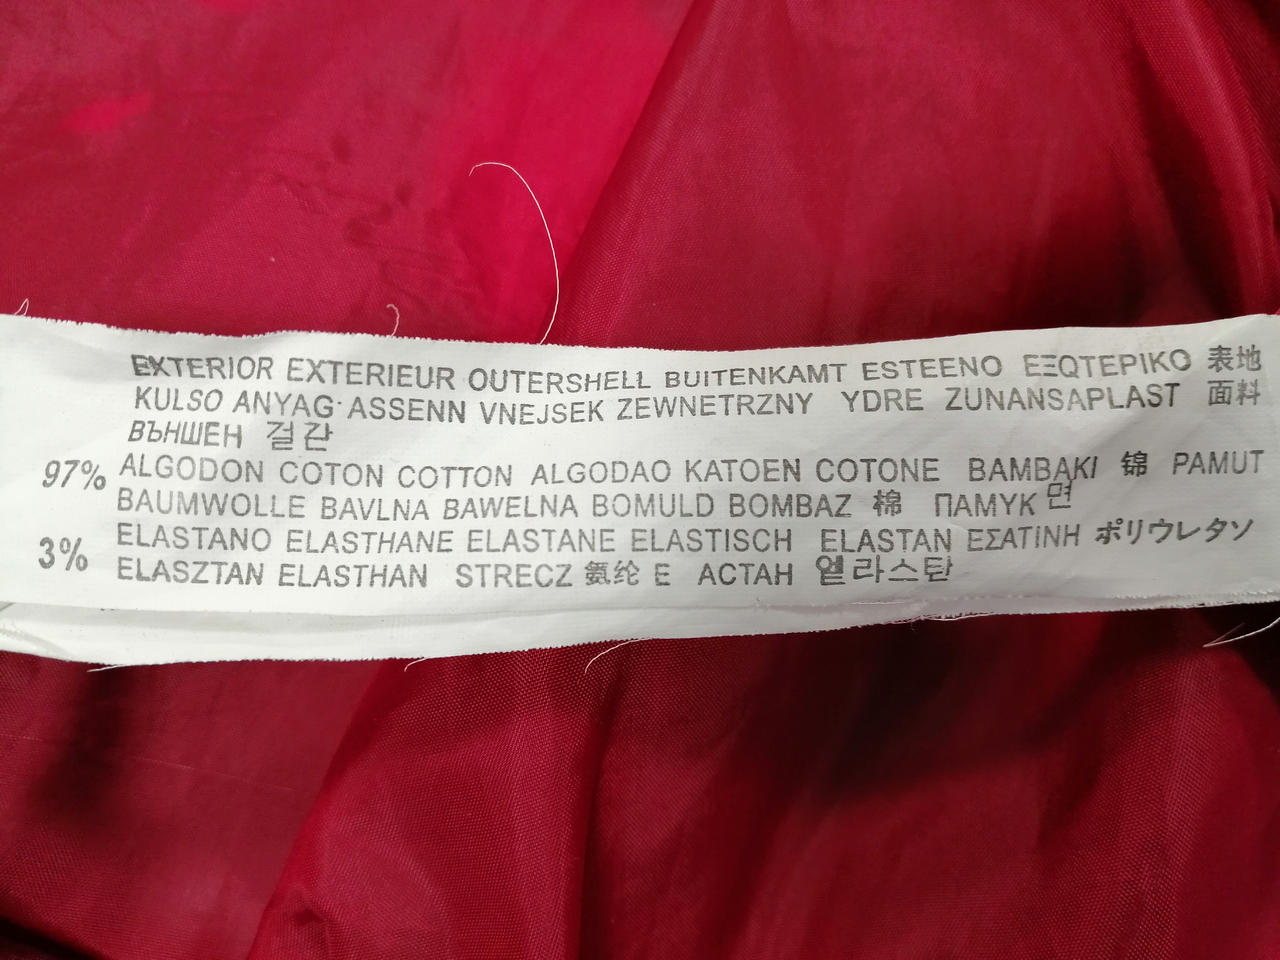 EXTERIOR EXTERIEUR OUTERSHELL BUITENKAMT ESTEENO EΞQTEPIKO 表地
KULSO ANYAG·ASSENN VNEJSEK ZEWNETRZNY YDRE ZUNANSAPLAST 面料
ВЪНШЕН 겉 간
97% ALGODON COTON COTTON ALGODAO KATOEN COTONE BAMBAKI 锦 PAMUT
BAUMWOLLE BAVLNA BAWELNA BOMULD BOMBAZ 棉 ПАМУК 면
3% ELASTANO ELASTHANE ELASTANE ELASTISCH ELASTAN ΕΣΑΤΙΝΗ ポリウレタソ
ELASZTAN ELASTHAN STRECZ 氨纶 E ACTAH 엘라스탄